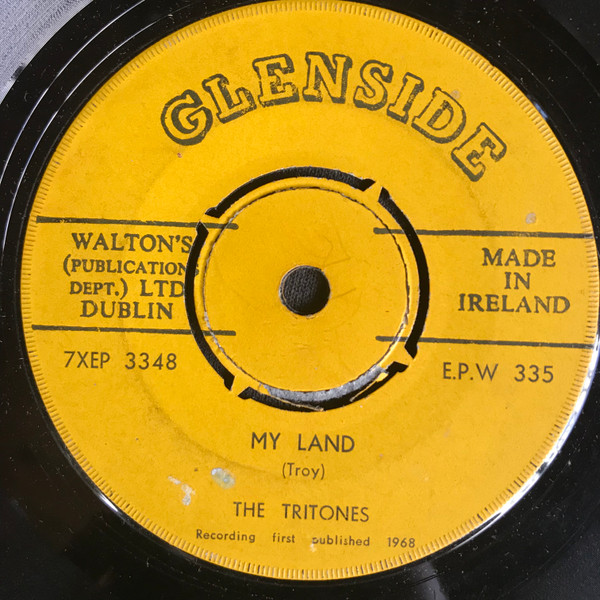 GLENSIDE
WALTON'S
(PUBLICATION
DEPT.) LTD
DUBLIN
MADE
IN
IRELAND
7XEP 3348
E.P.W 335
MY LAND
(Troy)
THE TRITONES
Recording first published 1968